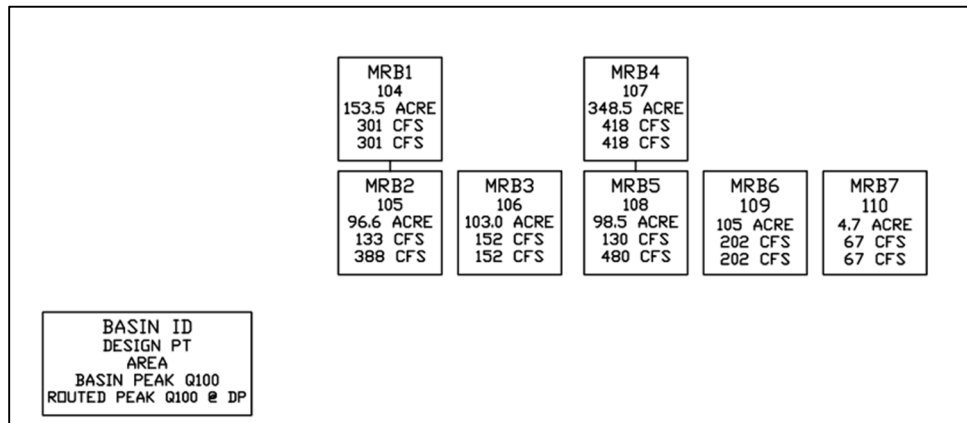 MRB1
104
153.5 ACRE
301 CFS
301 CFS
MRB4
107
348.5 ACRE
418 CFS
418 CFS
MRB2
105
96.6 ACRE
133 CFS
388 CFS
MRB3
106
103.0 ACRE
152 CFS
152 CFS
MRB5
108
98.5 ACRE
130 CFS
480 CFS
MRB6
109
105 ACRE
202 CFS
202 CFS
MRB7
110
4.7 ACRE
67 CFS
67 CFS
BASIN ID
DESIGN PT
AREA
BASIN PEAK Q100
ROUTED PEAK Q100 @ DP